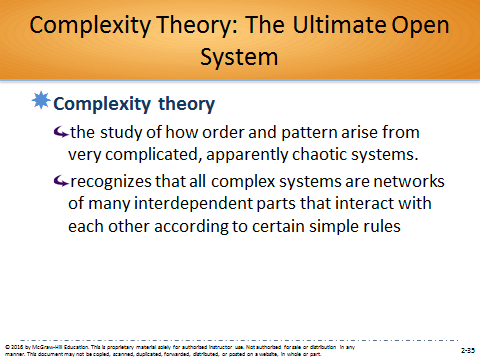 Complexity Theory: The Ultimate Open
System
Complexity theory
the study of how order and pattern arise from
very complicated, apparently chaotic systems.
recognizes that all complex systems are networks
of many interdependent parts that interact with
each other according to certain simple rules
© 2016 by McGraw-Hill Education. This is proprietary material solely for authorized instructor use. Not authorized for sale or distribution in any
manner. This document may not be copied, scanned, duplicated, forwarded, distributed, or posted on a website, in whole or part.
2-35